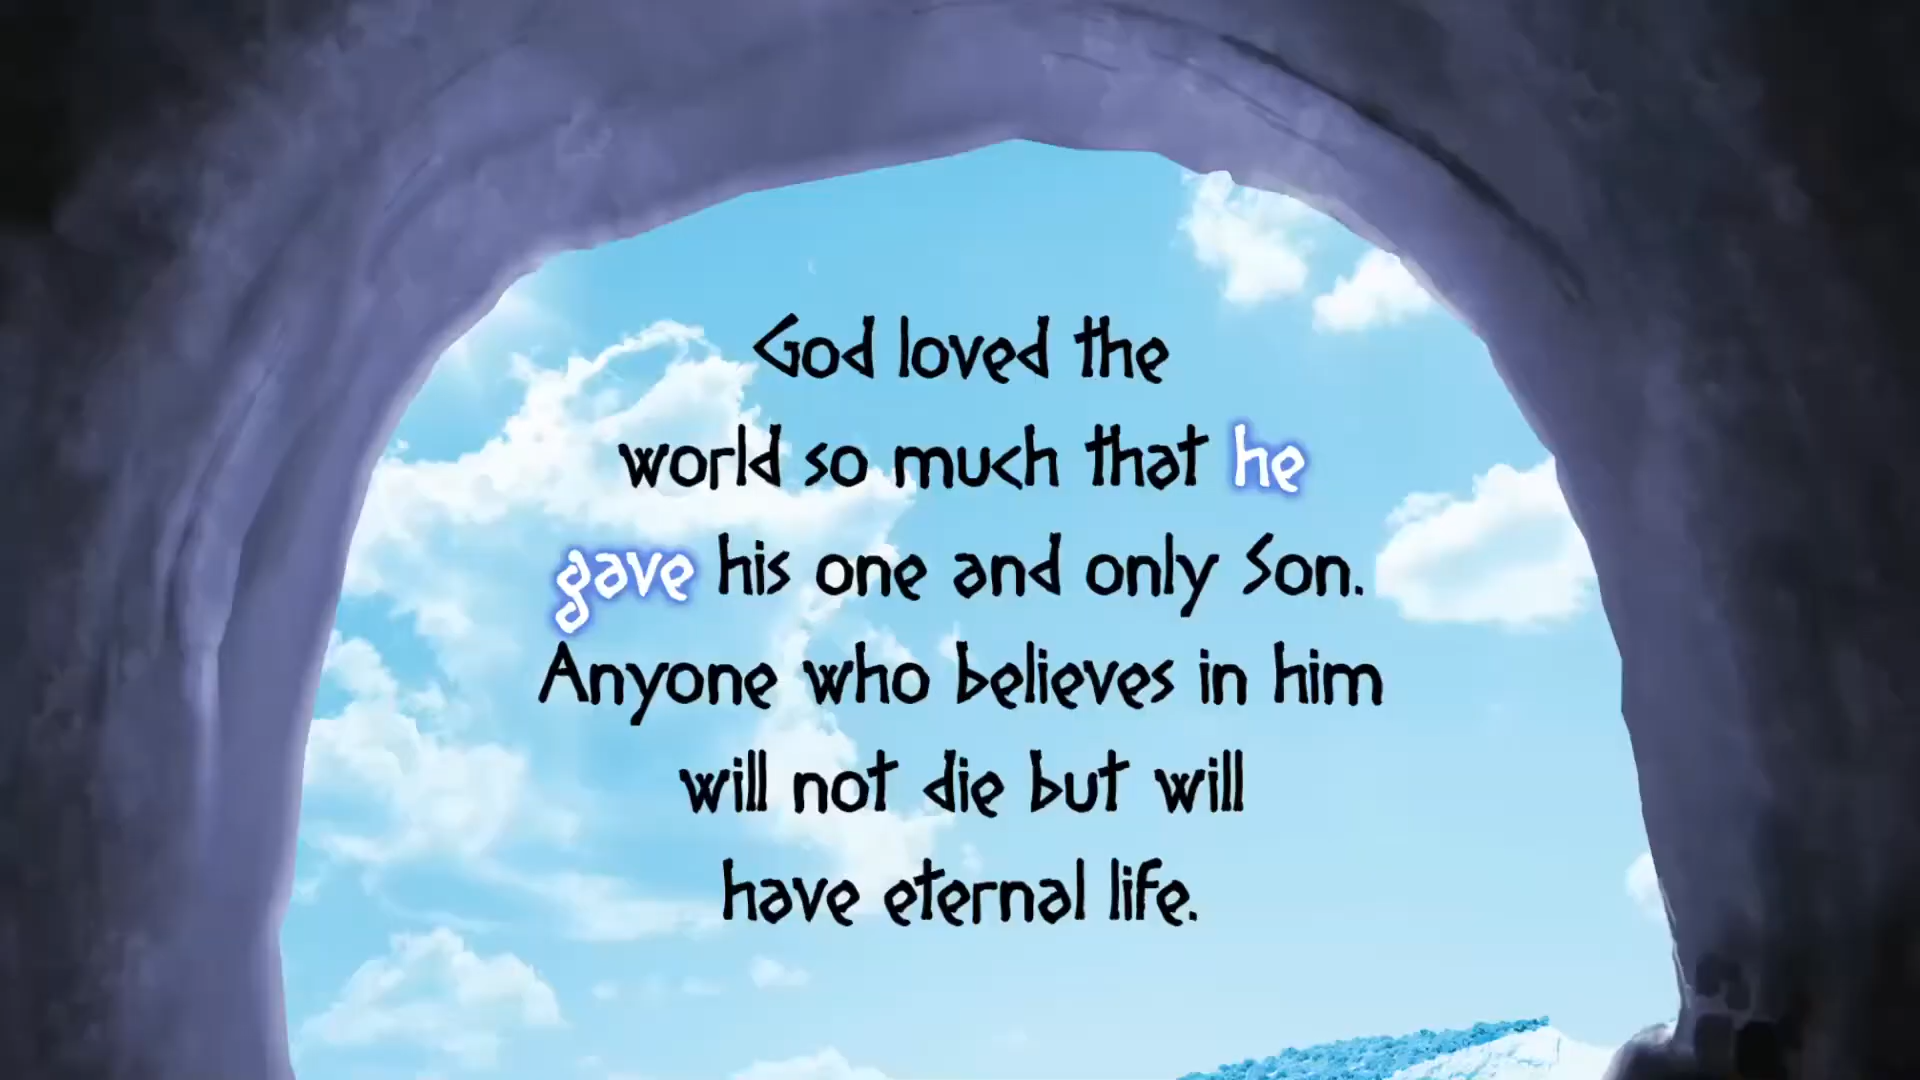 God loved the
world so much that he
gave his one and only Son.
Anyone who believes in him
will not die but will
have eternal life.